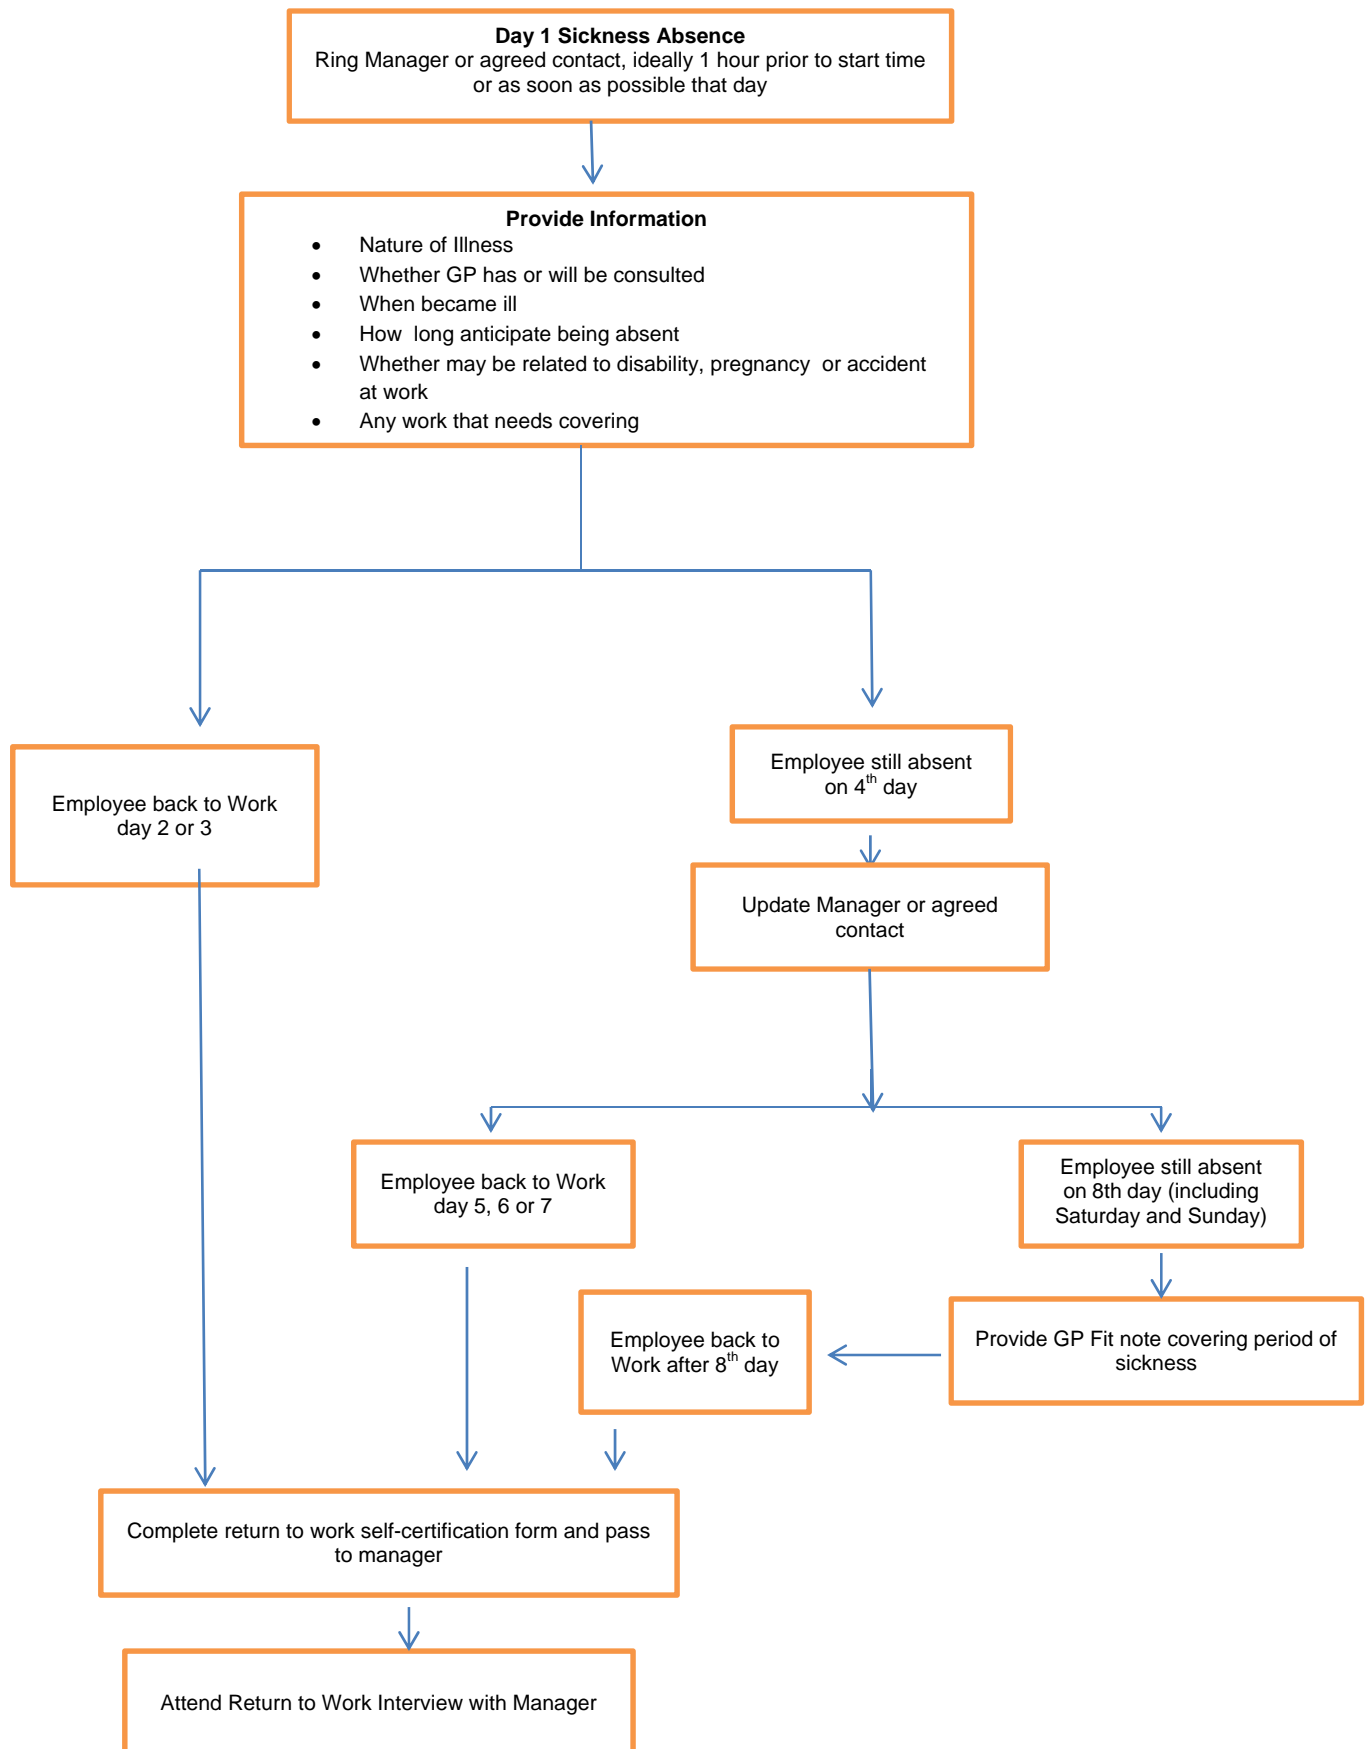 Day 1 Sickness Absence
Ring Manager or agreed contact, ideally 1 hour prior to start time
or as soon as possible that day
Provide Information
• Nature of Illness
• Whether GP has or will be consulted
• When became ill
• How long anticipate being absent
• Whether may be related to disability, pregnancy or accident
at work
• Any work that needs covering
Employee back to Work
day 2 or 3
Employee still absent
on 4th day
Update Manager or agreed
contact
Employee back to Work
day 5, 6 or 7
Employee still absent
on 8th day (including
Saturday and Sunday)
Employee back to
Work after 8th day
Provide GP Fit note covering period of
sickness
Complete return to work self-certification form and pass
to manager
Attend Return to Work Interview with Manager